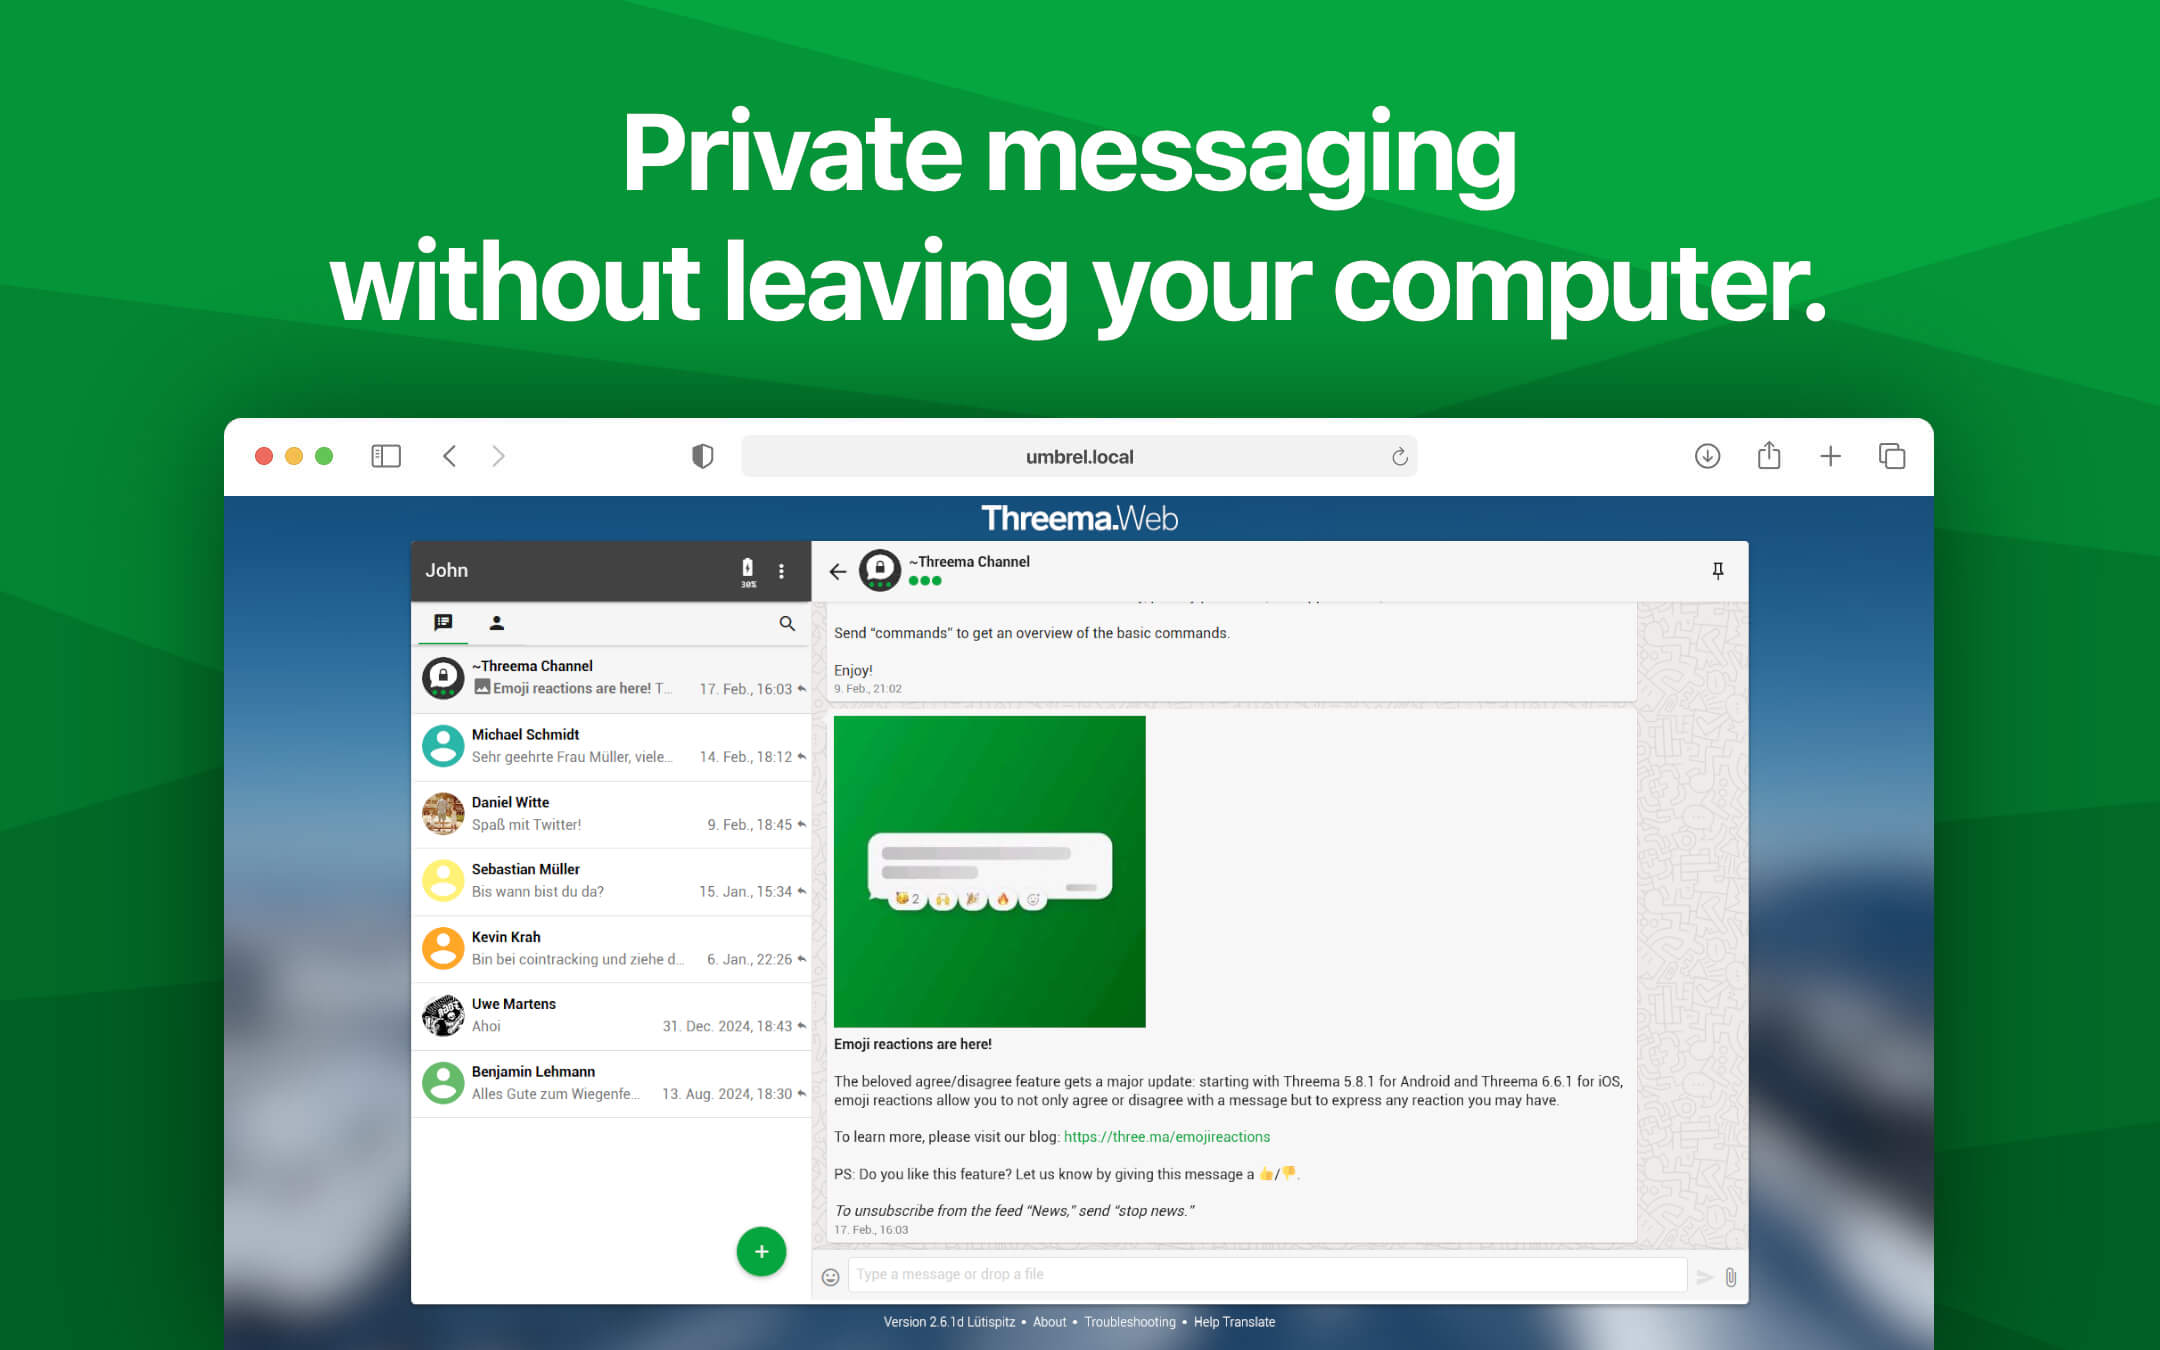 Private messaging
without leaving your computer.
umbrel.local
Threema.Web
John
30%
~Threema Channel
Emoji reactions are here! T...
17. Feb., 16:03
Michael Schmidt
Sehr geehrte Frau Müller, viele...
14. Feb., 18:12
Daniel Witte
Spaß mit Twitter!
9. Feb., 18:45
Sebastian Müller
Bis wann bist du da?
15. Jan., 15:34
Kevin Krah
Bin bei cointracking und ziehe d...
6. Jan., 22:26
Uwe Martens
Ahoi
31. Dec. 2024, 18:43
Benjamin Lehmann
Alles Gute zum Wiegenfe...
13. Aug. 2024, 18:30
~Threema Channel
Send “commands” to get an overview of the basic commands.
Enjoy!
9. Feb., 21:02
2
Emoji reactions are here!
The beloved agree/disagree feature gets a major update: starting with Threema 5.8.1 for Android and Threema 6.6.1 for iOS,
emoji reactions allow you to not only agree or disagree with a message but to express any reaction you may have.
To learn more, please visit our blog: https://three.ma/emojireactions
PS: Do you like this feature? Let us know by giving this message a 👍/👎.
To unsubscribe from the feed “News,” send “stop news.”
17. Feb., 16:03
Type a message or drop a file
Version 2.6.1d Lütispitz • About • Troubleshooting • Help Translate